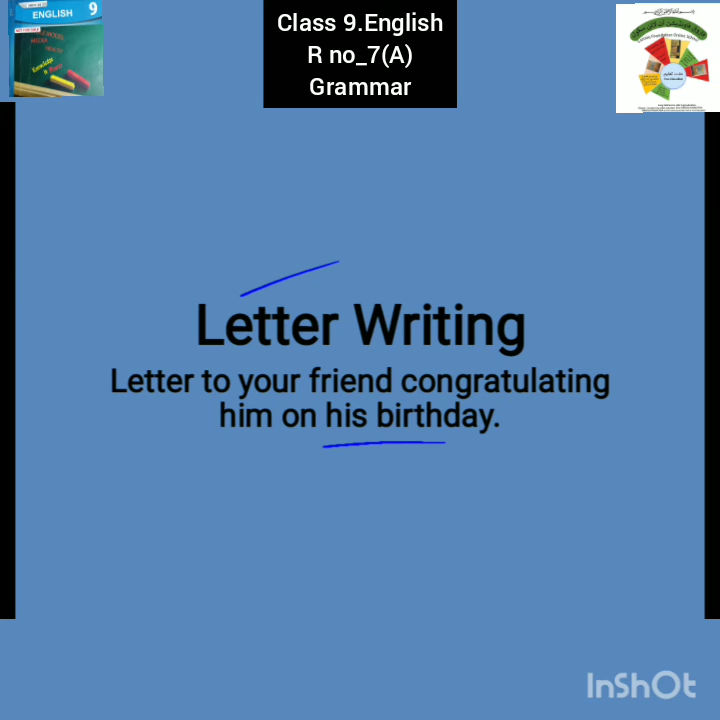 ENGLISH 9
Class 9.English
R no_7(A)
Grammar
Letter Writing
Letter to your friend congratulating
him on his birthday.
InShOt